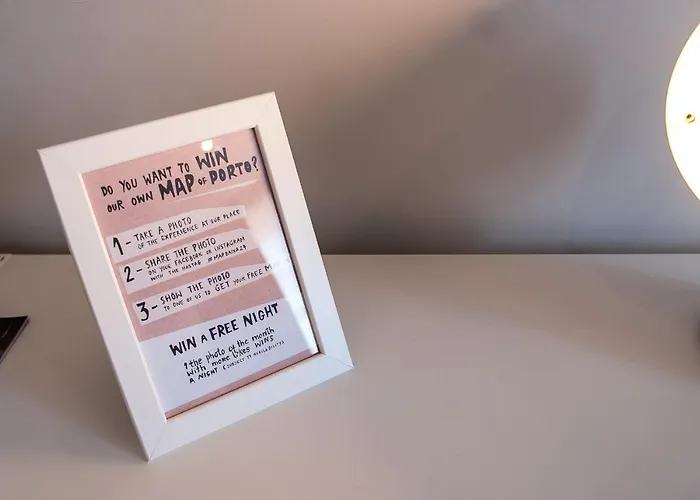 DO YOU WANT TO WIN
OUR OWN MAP OF PORTO?
1- TAKE A PHOTO
OF THE EXPERIENCE AT OUR PLACE
2- SHARE THE PHOTO
ON YOUR FACEBOOK OR INSTAGRAM
WITH THE HASTAG
3- SHOW THE PHOTO
TO ONE OF US TO GET YOUR FREE M
WIN A FREE NIGHT
the photo of the month
with more likes WINS
A NIGHT